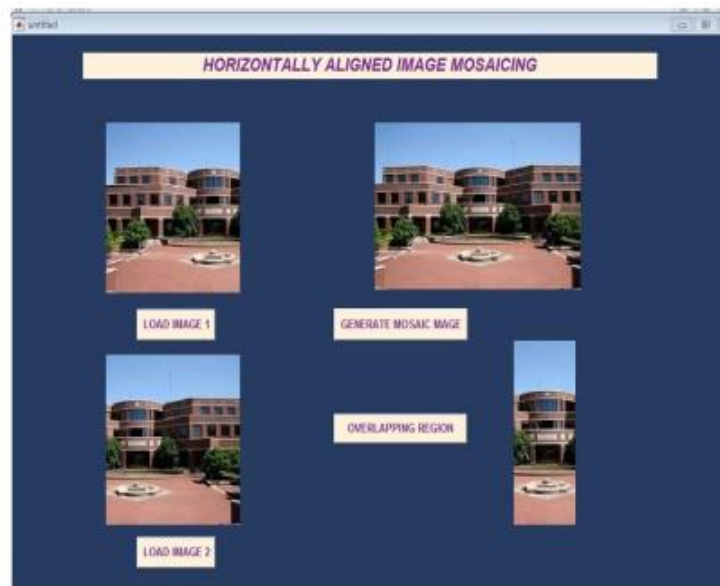 untitled
HORIZONTALLY ALIGNED IMAGE MOSAICING
LOAD IMAGE 1
GENERATE MOSAIC MAGE
LOAD IMAGE 2
OVERLAPPING REGION